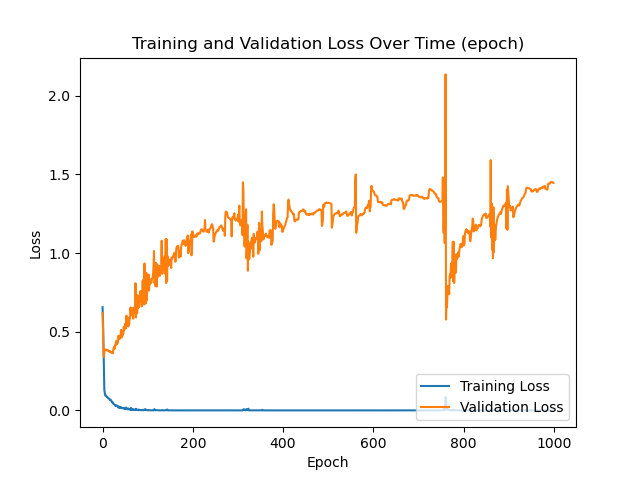 Training and Validation Loss Over Time (epoch)
Loss
2.0
1.5
1.0
0.5
0.0
Training Loss
Validation Loss
0 200 400 600 800 1000
Epoch